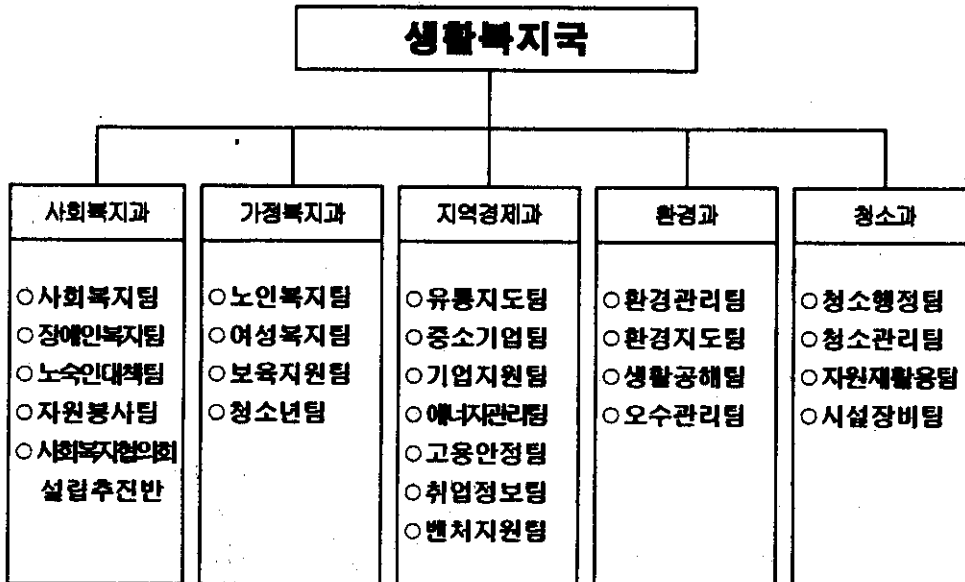 생활복지국
사회복지과
○사회복지팀
○장애인복지팀
○노숙인대책팀
○자원봉사팀
○사회복지협의회
설립추진반
가정복지과
○노인복지팀
○여성복지팀
○보육지원팀
○청소년팀
지역경제과
○유통지도팀
○중소기업팀
○기업지원팀
○에너지관리팀
○고용안정팀
○취업정보팀
○벤처지원팀
환경과
○환경관리팀
○환경지도팀
○생활공해팀
○오수관리팀
청소과
○청소행정팀
○청소관리팀
○자원재활용팀
○시설장비팀